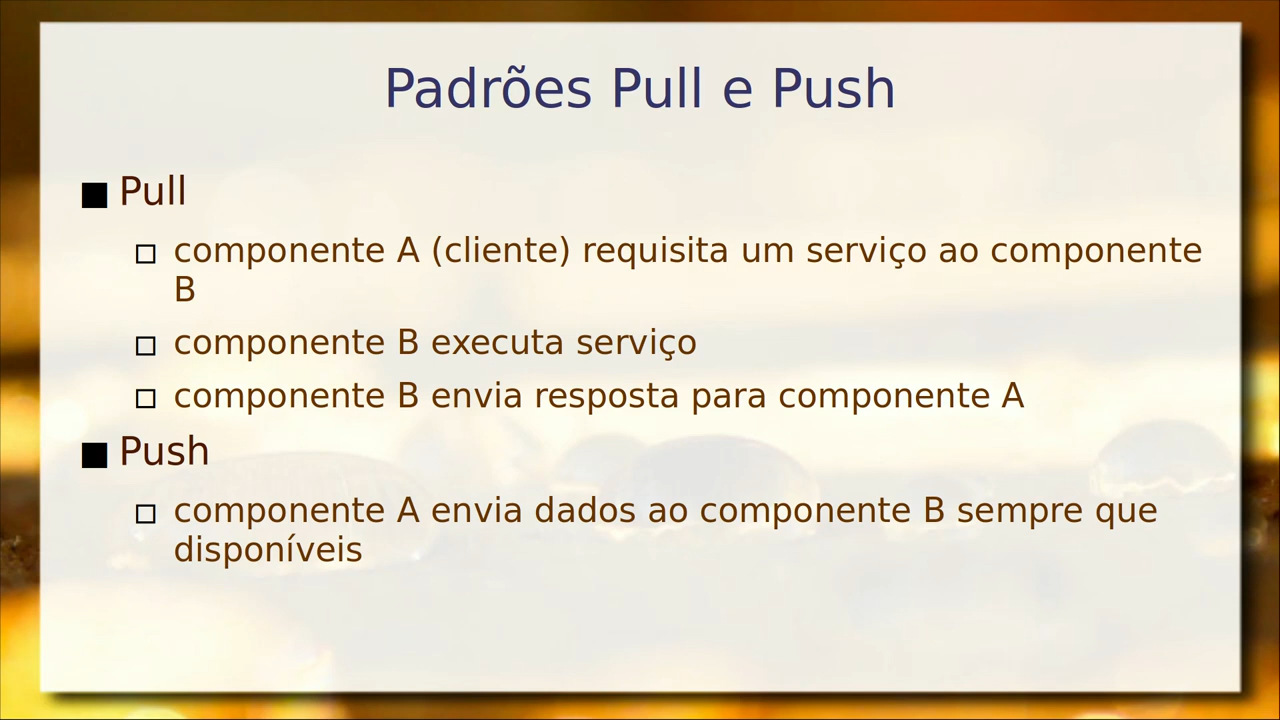 Padrões Pull e Push
Pull
componente A (cliente) requisita um serviço ao componente
B
componente B executa serviço
componente B envia resposta para componente A
Push
componente A envia dados ao componente B sempre que
disponíveis